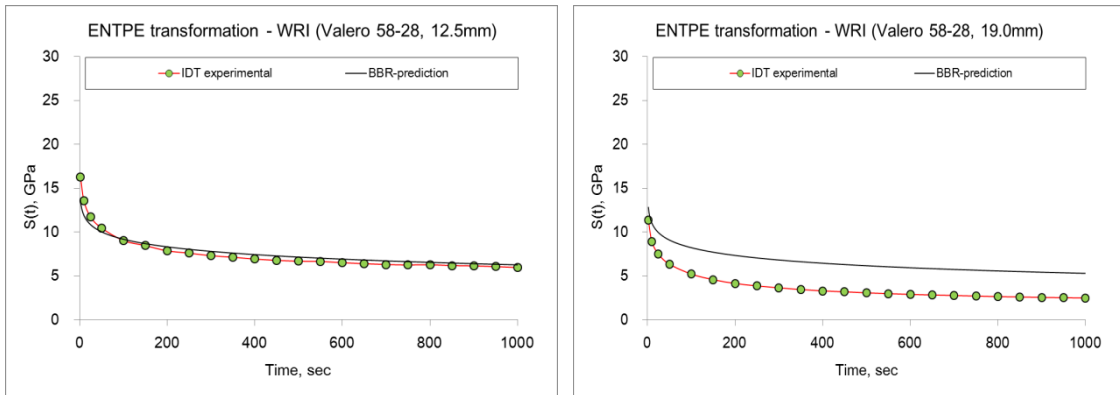 ENTPE transformation - WRI (Valero 58-28, 12.5mm)
IDT experimental BBR-prediction
30
25
20
15
10
5
0
S(t), GPa
0 200 400 600 800 1000
Time, sec
ENTPE transformation - WRI (Valero 58-28, 19.0mm)
IDT experimental BBR-prediction
30
25
20
15
10
5
0
S(t), GPa
0 200 400 600 800 1000
Time, sec